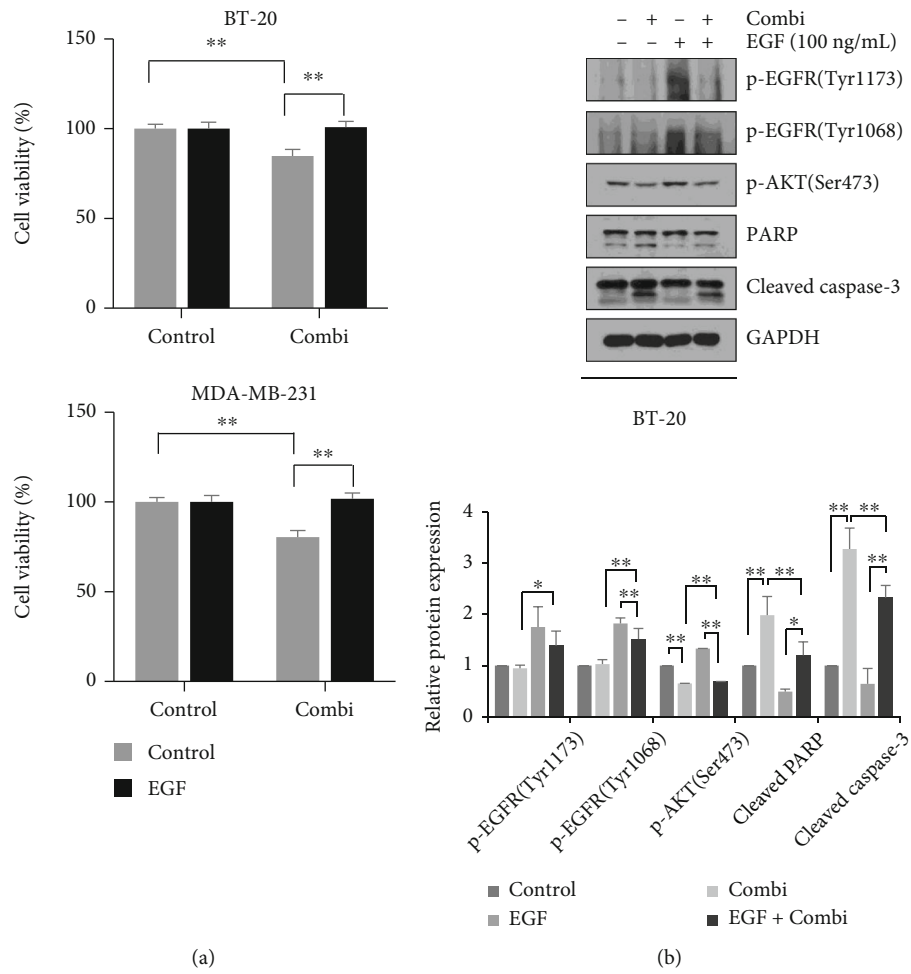 BT-20
**
**
150
100
50
0
Cell viability (%)
Control
Combi
MDA-MB-231
**
**
150
100
50
0
Cell viability (%)
Control
Combi
Control
EGF
(a)
– + – + Combi
– – + + EGF (100 ng/mL)
p-EGFR(Tyr1173)
p-EGFR(Tyr1068)
p-AKT(Ser473)
PARP
Cleaved caspase-3
GAPDH
BT-20
4
3
2
1
0
Relative protein expression
*
**
**
**
**
**
**
**
*
**
**
**
p-EGFR(Tyr1173)
p-EGFR(Tyr1068)
p-AKT(Ser473)
Cleaved PARP
Cleaved caspase-3
Control
Combi
EGF
EGF + Combi
(b)